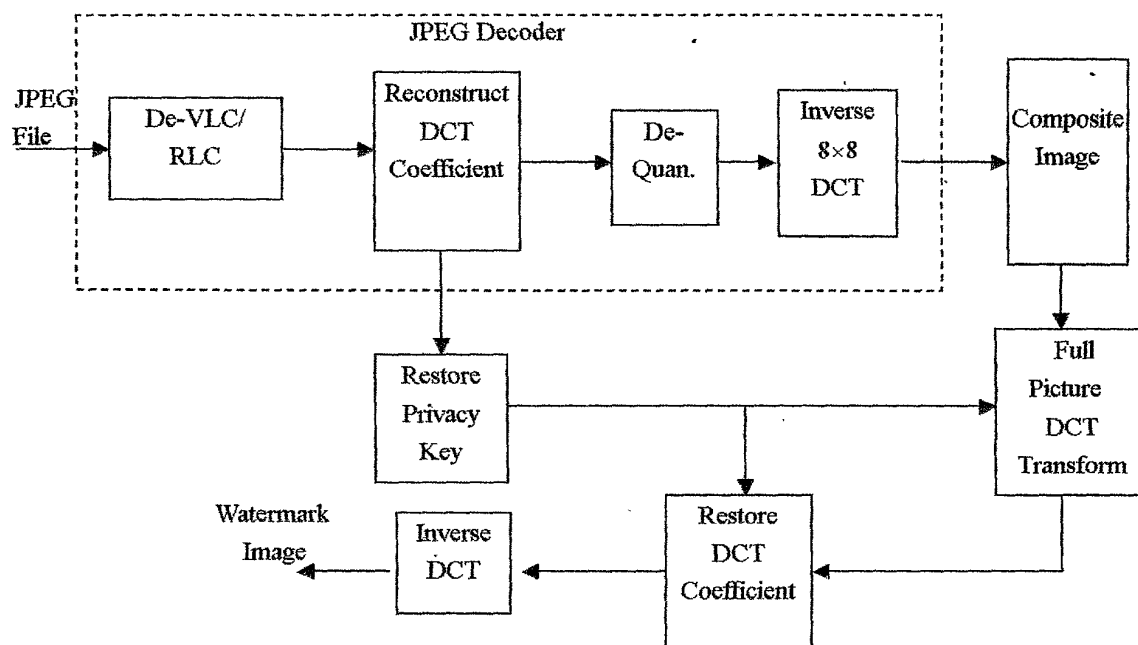 JPEG Decoder
JPEG
File
De-VLC/
RLC
Reconstruct
DCT
Coefficient
De-
Quan.
Inverse
8×8
DCT
Composite
Image
Restore
Privacy
Key
Full
Picture
DCT
Transform
Watermark
Image
Inverse
DCT
Restore
DCT
Coefficient